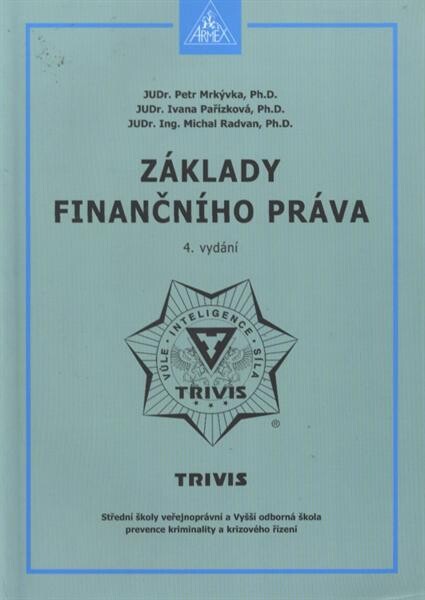 ARMEX
JUDr. Petr Mrkývka, Ph.D.
JUDr. Ivana Pařízková, Ph.D.
JUDr. Ing. Michal Radvan, Ph.D.
ZÁKLADY
FINANČNÍHO PRÁVA
4. vydání
VŮLE · INTELIGENCE · SÍLA
TRIVIS
®
TRIVIS
Střední školy veřejnoprávní a Vyšší odborná škola
prevence kriminality a krizového řízení